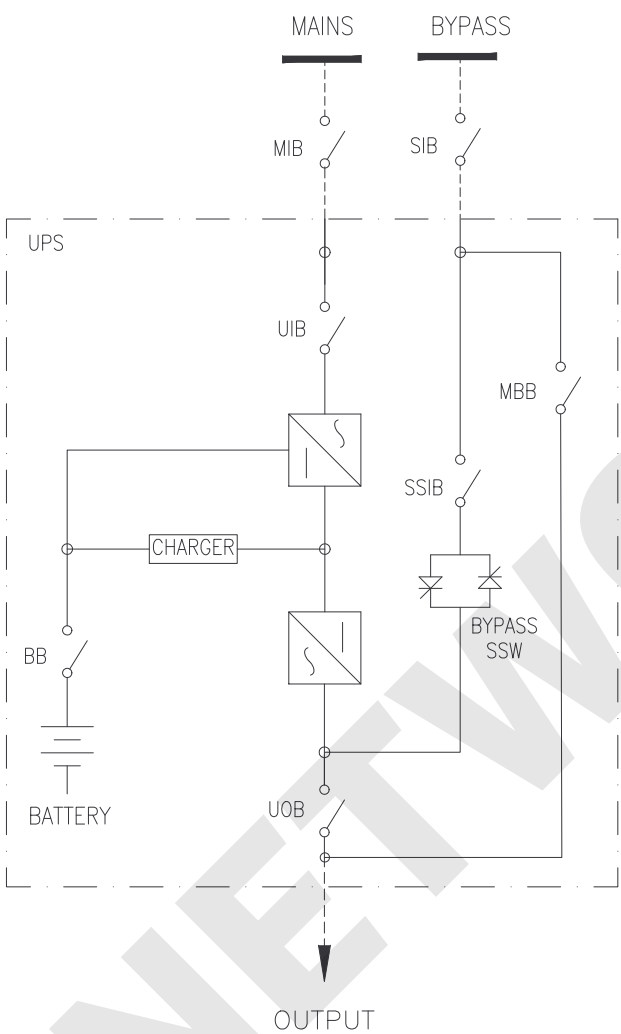 MAINS
BYPASS
MIB
SIB
UPS
UIB
MBB
SSIB
CHARGER
BYPASS
SSW
BB
BATTERY
UOB
OUTPUT